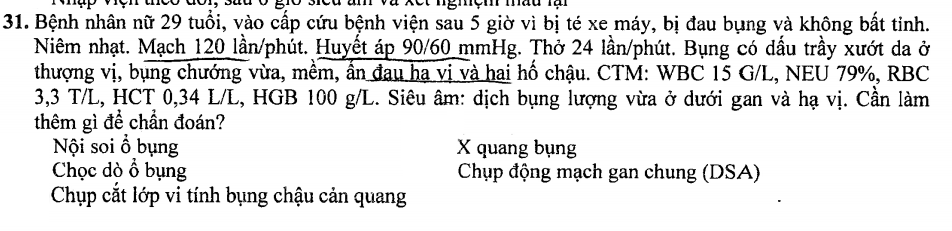 Nhập viện theo dõi, sau 6 giờ siêu âm và xét nghiệm máu lại
31. Bệnh nhân nữ 29 tuổi, vào cấp cứu bệnh viện sau 5 giờ vì bị té xe máy, bị đau bụng và không bất tỉnh.
Niêm nhạt. Mạch 120 lần/phút. Huyết áp 90/60 mmHg. Thở 24 lần/phút. Bụng có dấu trầy xướt da ở
thượng vị, bụng chướng vừa, mềm, ấn đau hạ vị và hai hố chậu. CTM: WBC 15 G/L, NEU 79%, RBC
3,3 T/L, HCT 0,34 L/L, HGB 100 g/L. Siêu âm: dịch bụng lượng vừa ở dưới gan và hạ vị. Cần làm
thêm gì để chẩn đoán?
Nội soi ổ bụng
X quang bụng
Chọc dò ổ bụng
Chụp động mạch gan chung (DSA)
Chụp cắt lớp vi tính bụng chậu cản quang